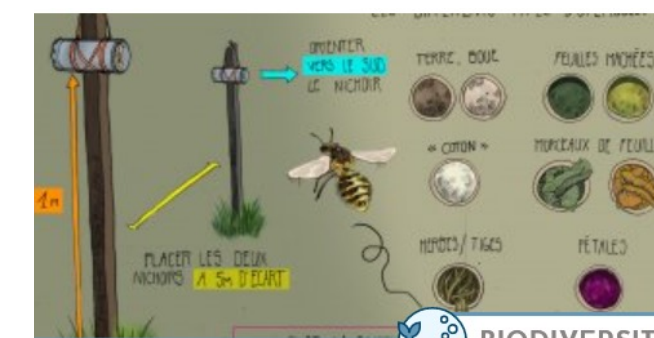 ORIENTER
VERS LE SUD
LE NICHOIR
1M
PLACER LES DEUX
NICHOIRS A 5M D'ÉCART
TERRE, BOUE
FEUILLES MACHÉES
« COTON »
MORCEAUX DE FEUILL
HERBES/TIGES
PÉTALES
BIODIVERSIT